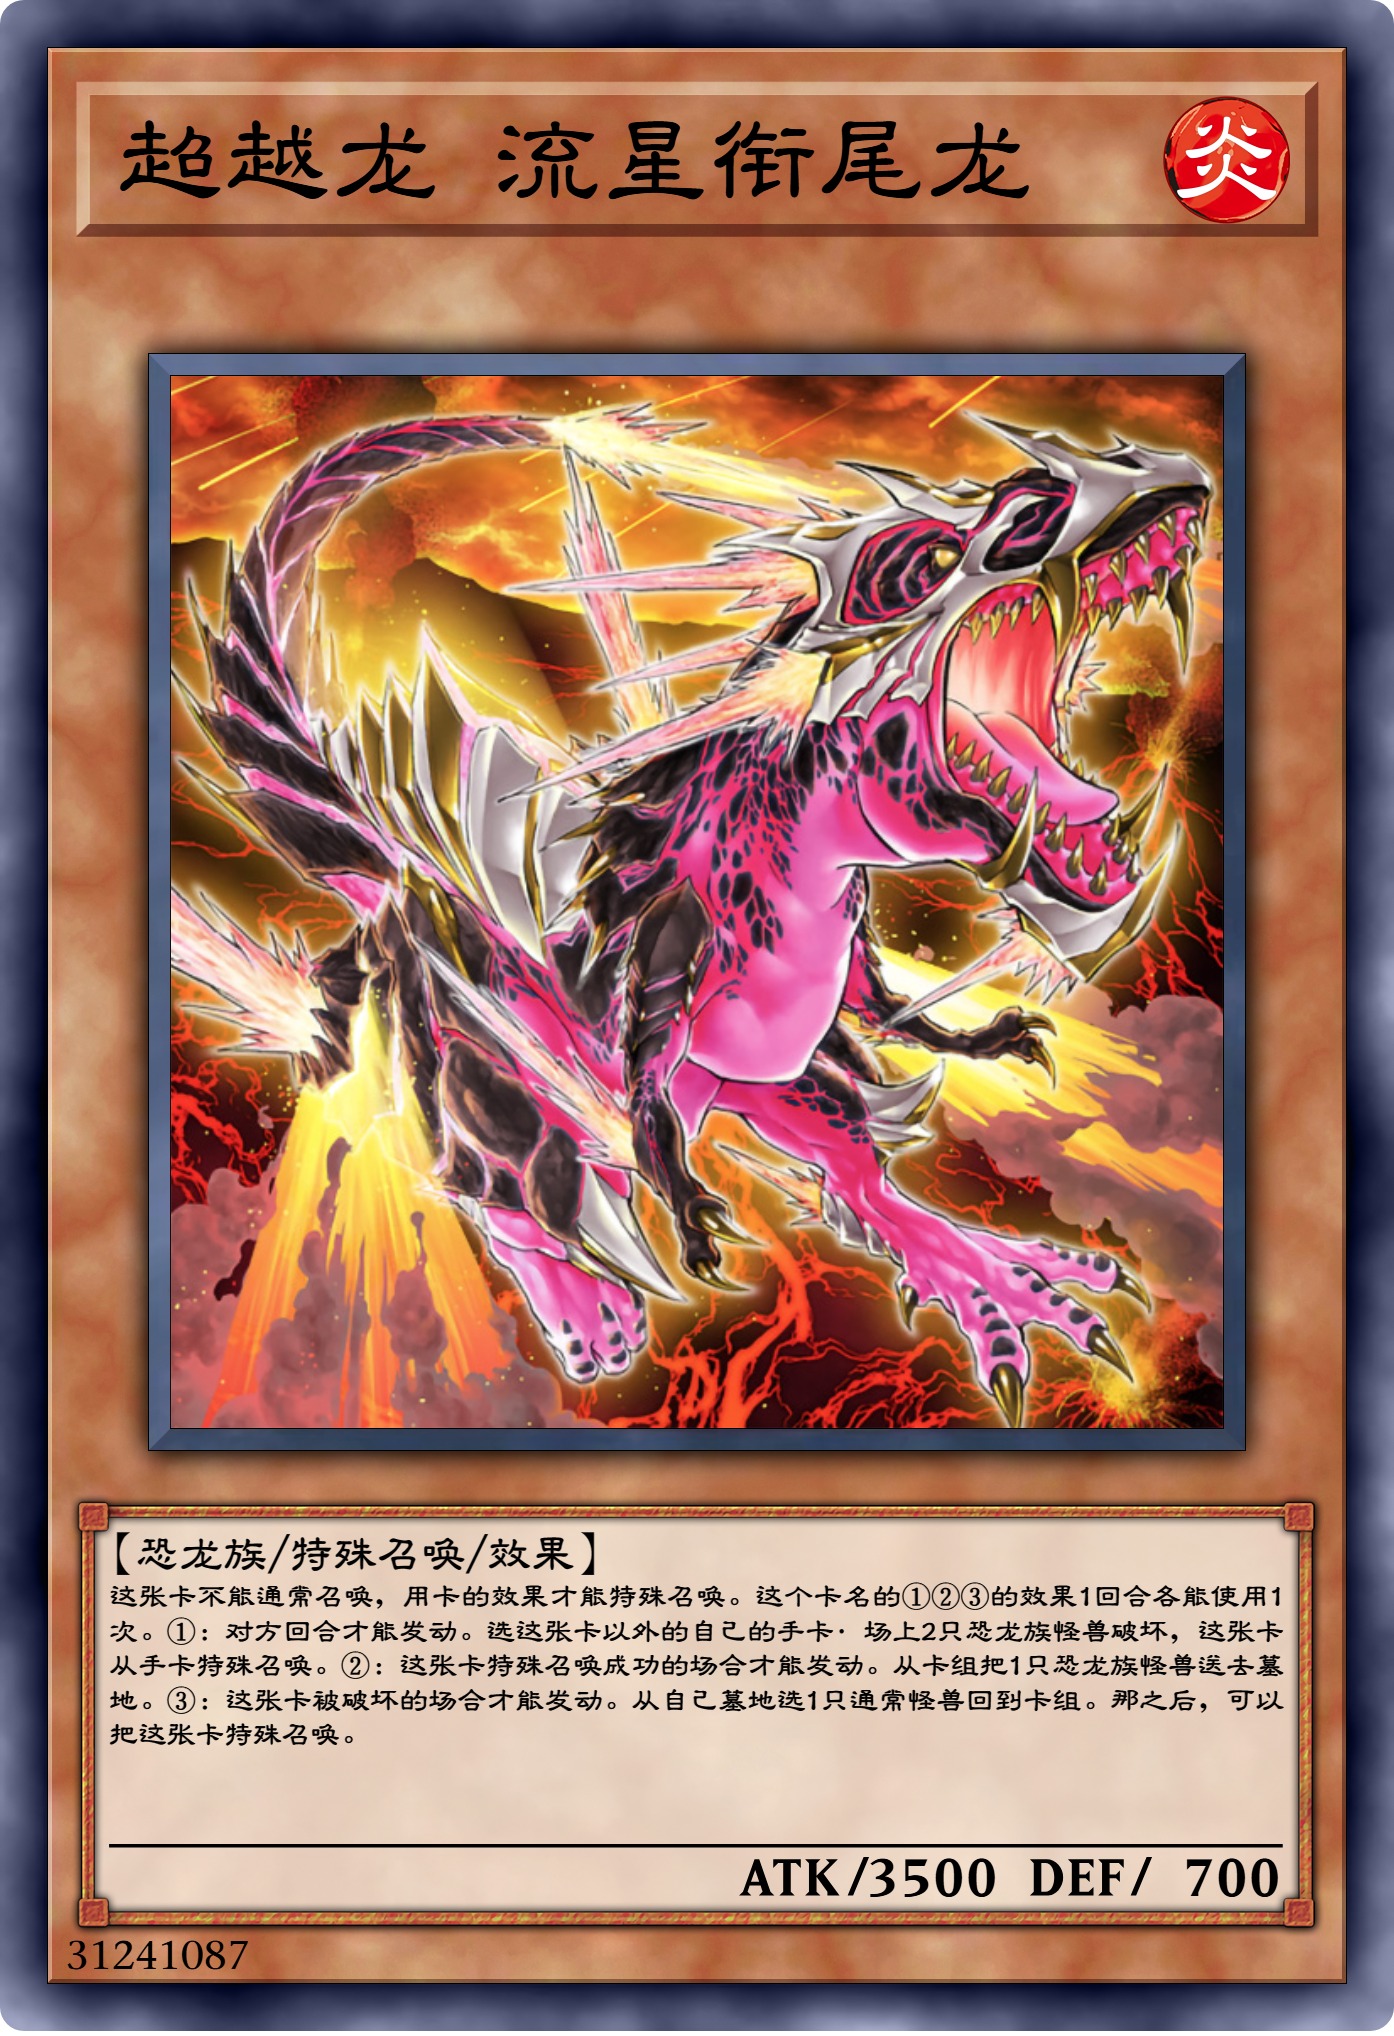 超越龙 流星衔尾龙
炎
【恐龙族/特殊召唤/效果】
这张卡不能通常召唤，用卡的效果才能特殊召唤。这个卡名的①②③的效果1回合各能使用1
次。①：对方回合才能发动。选这张卡以外的自己的手卡·场上2只恐龙族怪兽破坏，这张卡
从手卡特殊召唤。②：这张卡特殊召唤成功的场合才能发动。从卡组把1只恐龙族怪兽送去墓
地。③：这张卡被破坏的场合才能发动。从自己墓地选1只通常怪兽回到卡组。那之后，可以
把这张卡特殊召唤。
ATK/3500 DEF/ 700
31241087